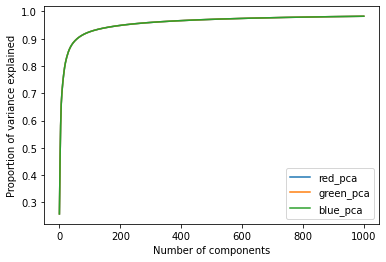 1.0
0.9
0.8
0.7
0.6
0.5
0.4
0.3
Proportion of variance explained
red_pca
green_pca
blue_pca
0 200 400 600 800 1000
Number of components